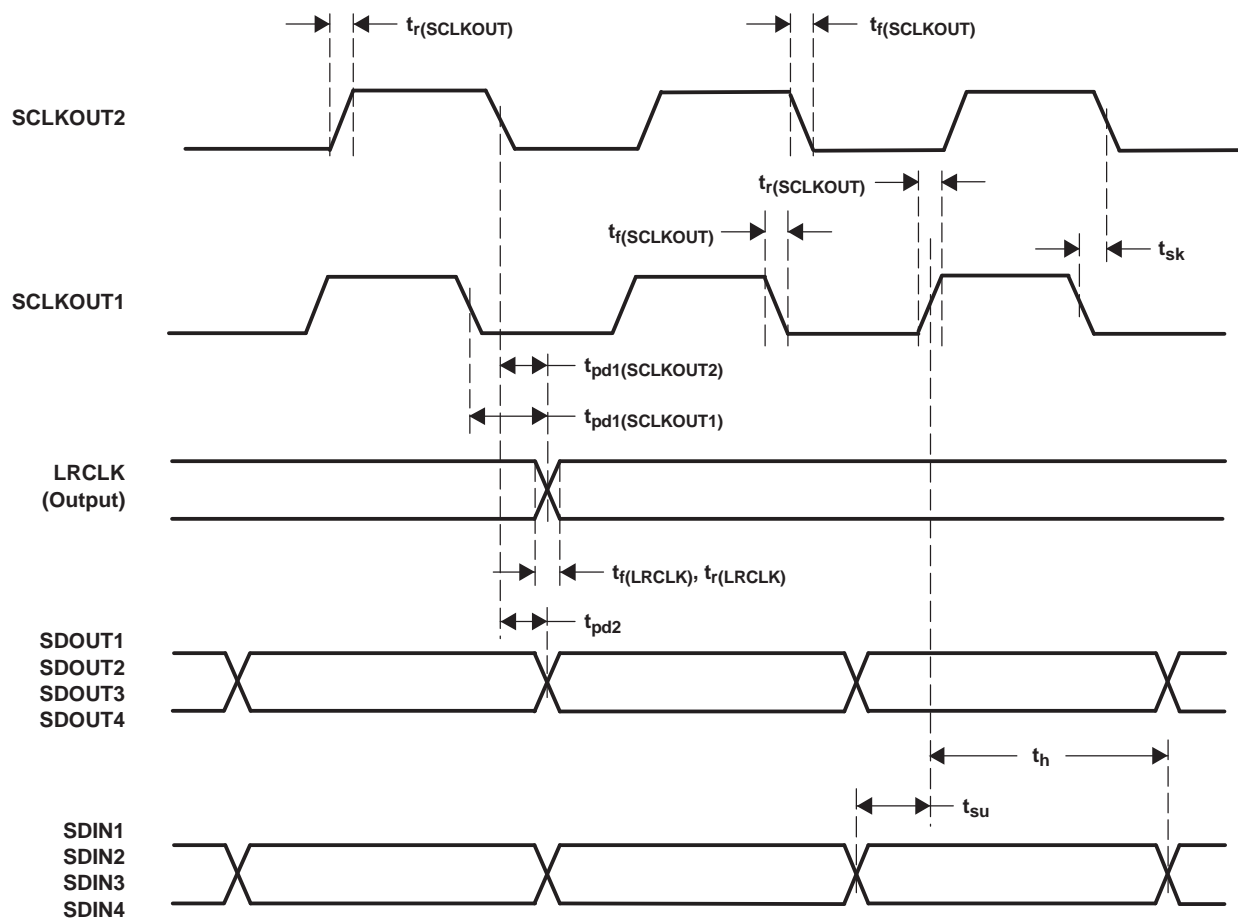 tr(SCLKOUT)
tf(SCLKOUT)
SCLKOUT2
tr(SCLKOUT)
tf(SCLKOUT)
tsk
SCLKOUT1
tpd1(SCLKOUT2)
tpd1(SCLKOUT1)
LRCLK
(Output)
tf(LRCLK), tr(LRCLK)
tpd2
SDOUT1
SDOUT2
SDOUT3
SDOUT4
th
tsu
SDIN1
SDIN2
SDIN3
SDIN4